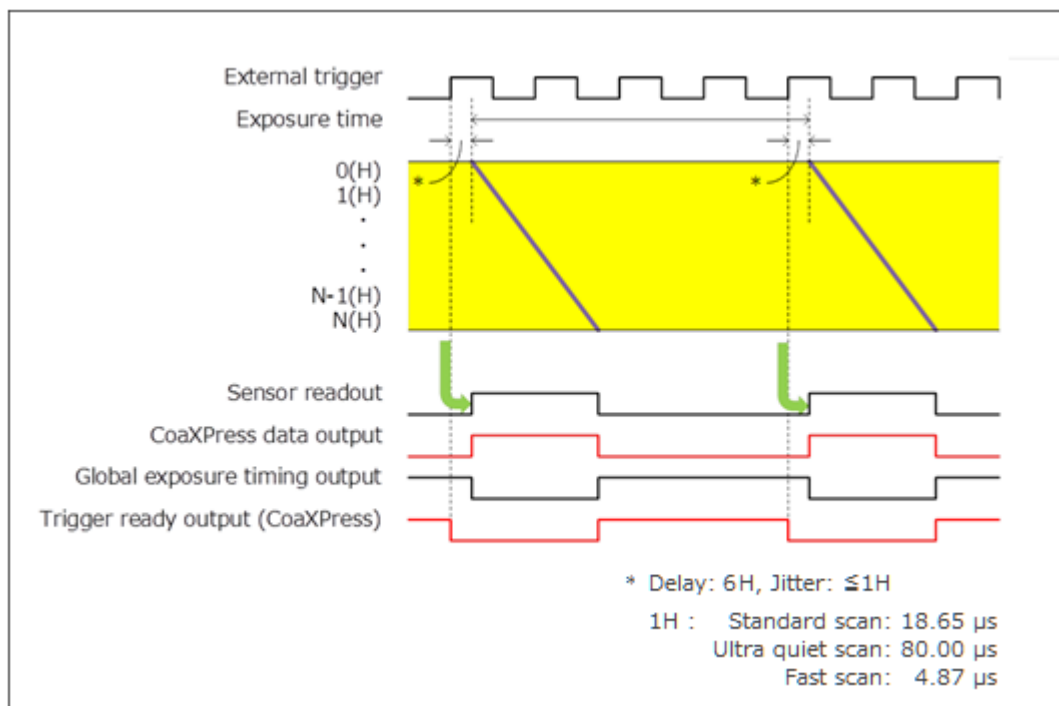 External trigger
Exposure time
0(H)
*
*
1(H)
.
.
.
N-1(H)
N(H)
Sensor readout
CoaXPress data output
Global exposure timing output
Trigger ready output (CoaXPress)
* Delay: 6H, Jitter: ≦1H
1H : Standard scan: 18.65 µs
Ultra quiet scan: 80.00 µs
Fast scan: 4.87 µs